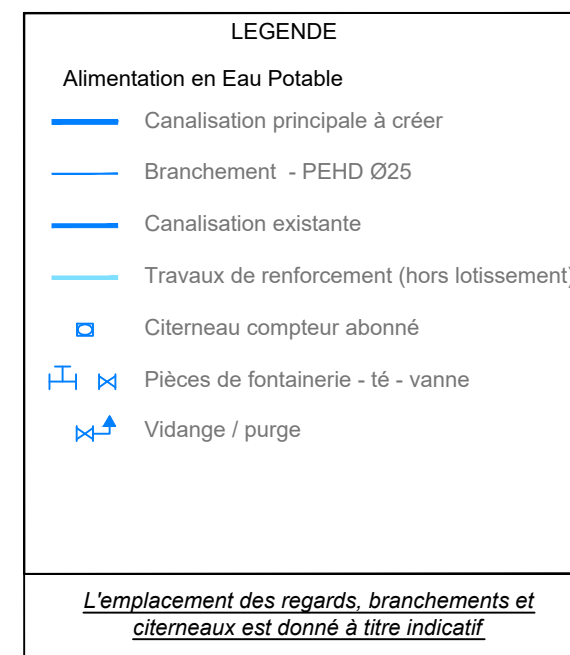 LEGENDE
Alimentation en Eau Potable
Canalisation principale à créer
Branchement - PEHD Ø25
Canalisation existante
Travaux de renforcement (hors lotissement)
Citerneau compteur abonné
Pièces de fontainerie - té - vanne
Vidange / purge
L'emplacement des regards, branchements et
citerneaux est donné à titre indicatif